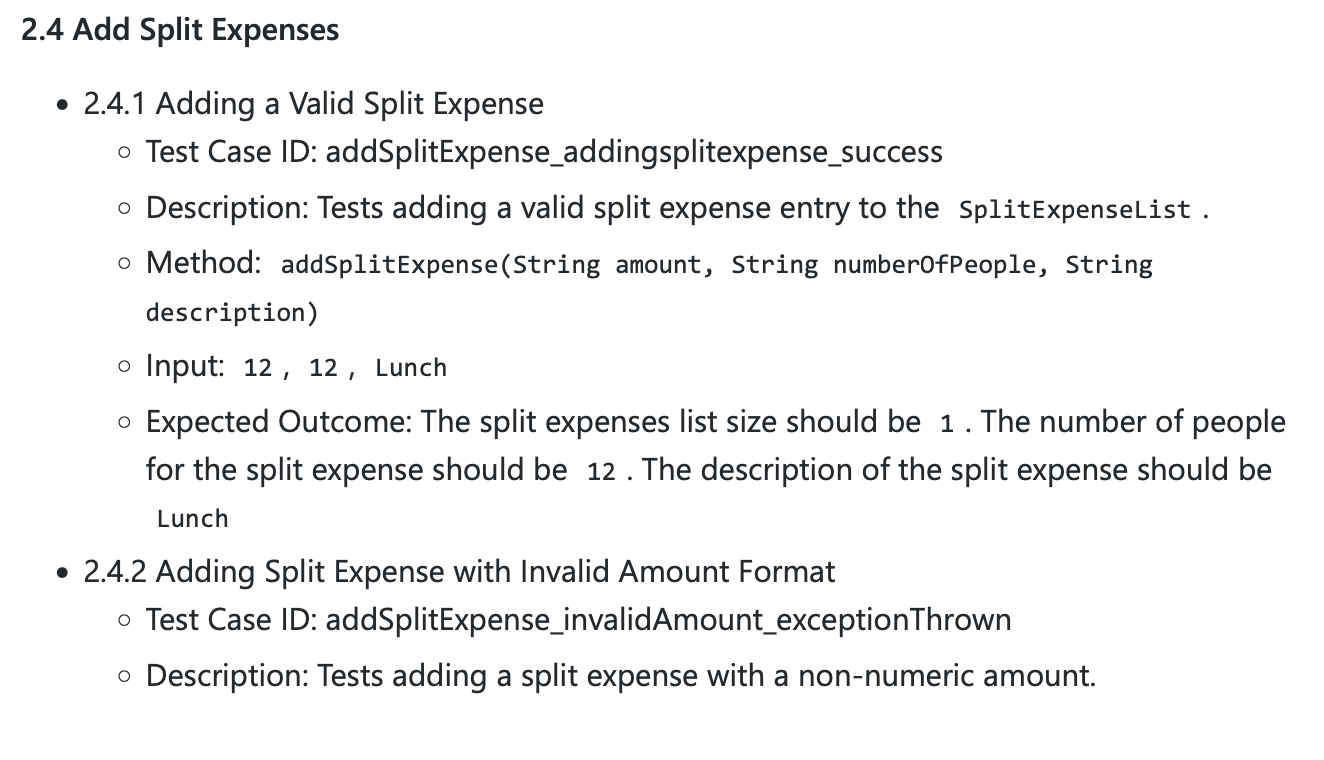 2.4 Add Split Expenses
• 2.4.1 Adding a Valid Split Expense
○ Test Case ID: addSplitExpense_addingsplitexpense_success
○ Description: Tests adding a valid split expense entry to the SplitExpenseList .
○ Method: addSplitExpense(String amount, String numberOfPeople, String
description)
○ Input: 12 , 12 , Lunch
○ Expected Outcome: The split expenses list size should be 1 . The number of people
for the split expense should be 12 . The description of the split expense should be
Lunch
• 2.4.2 Adding Split Expense with Invalid Amount Format
○ Test Case ID: addSplitExpense_invalidAmount_exceptionThrown
○ Description: Tests adding a split expense with a non-numeric amount.